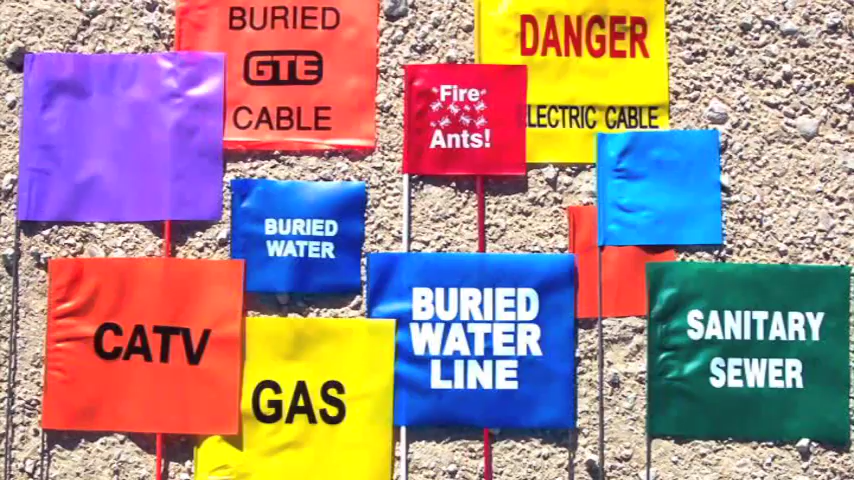 BURIED
GTE
CABLE
DANGER
ELECTRIC CABLE
Fire
Ants!
BURIED
WATER
CATV
GAS
BURIED
WATER
LINE
SANITARY
SEWER